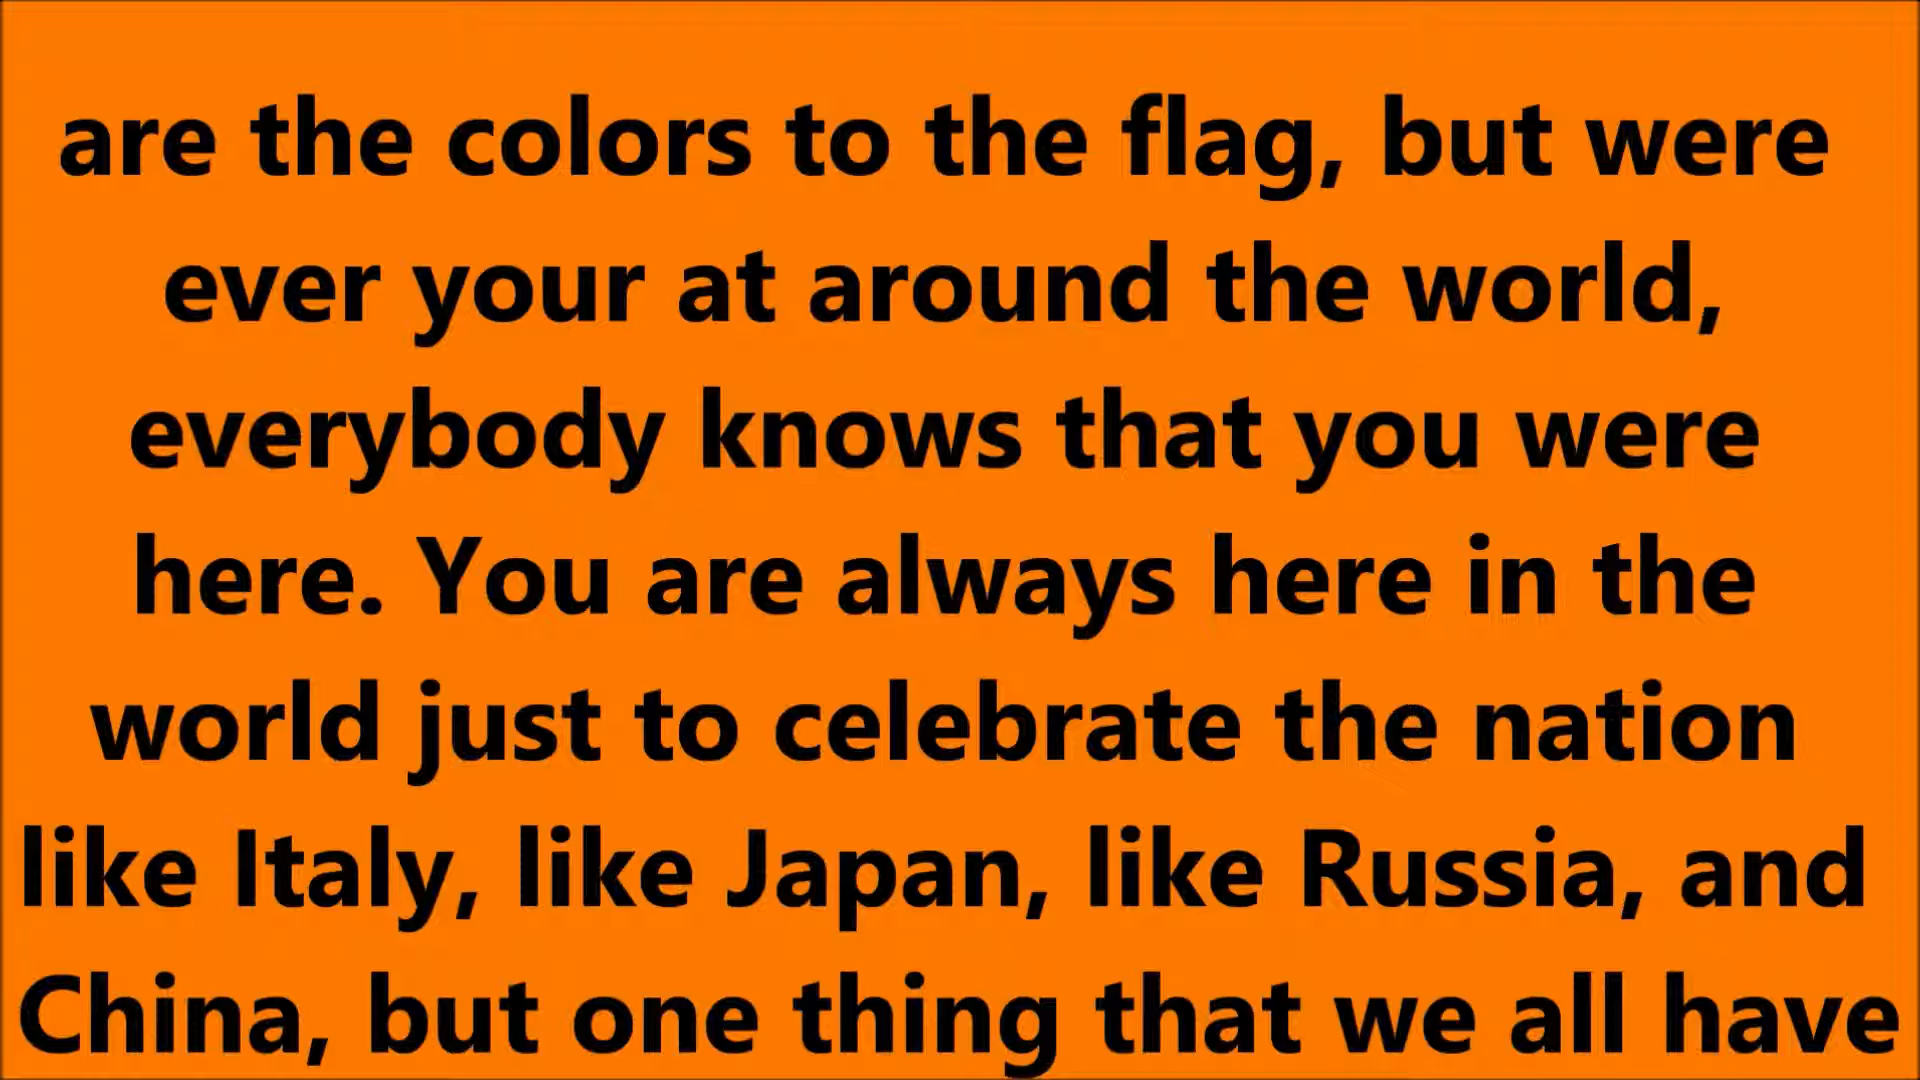 are the colors to the flag, but were
ever your at around the world,
everybody knows that you were
here. You are always here in the
world just to celebrate the nation
like Italy, like Japan, like Russia, and
China, but one thing that we all have